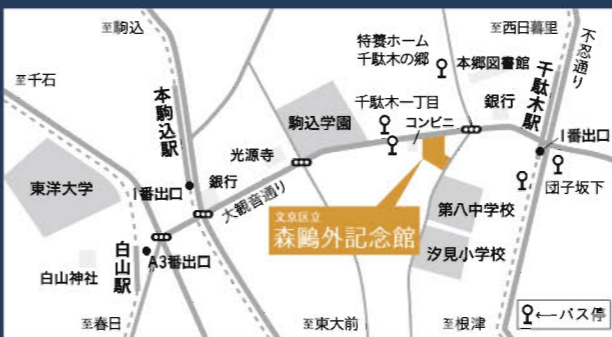 至駒込
至千石
本駒込駅
東洋大学
1番出口
銀行
白山駅
A3番出口
白山神社
至春日
光源寺
大観音通り
駒込学園
文京区立
森鷗外記念館
至東大前
特養ホーム
千駄木の郷
千駄木一丁目
コンビニ
本郷図書館
銀行
至西日暮里
不忍通り
千駄木駅
1番出口
団子坂下
第八中学校
汐見小学校
至根津
←バス停